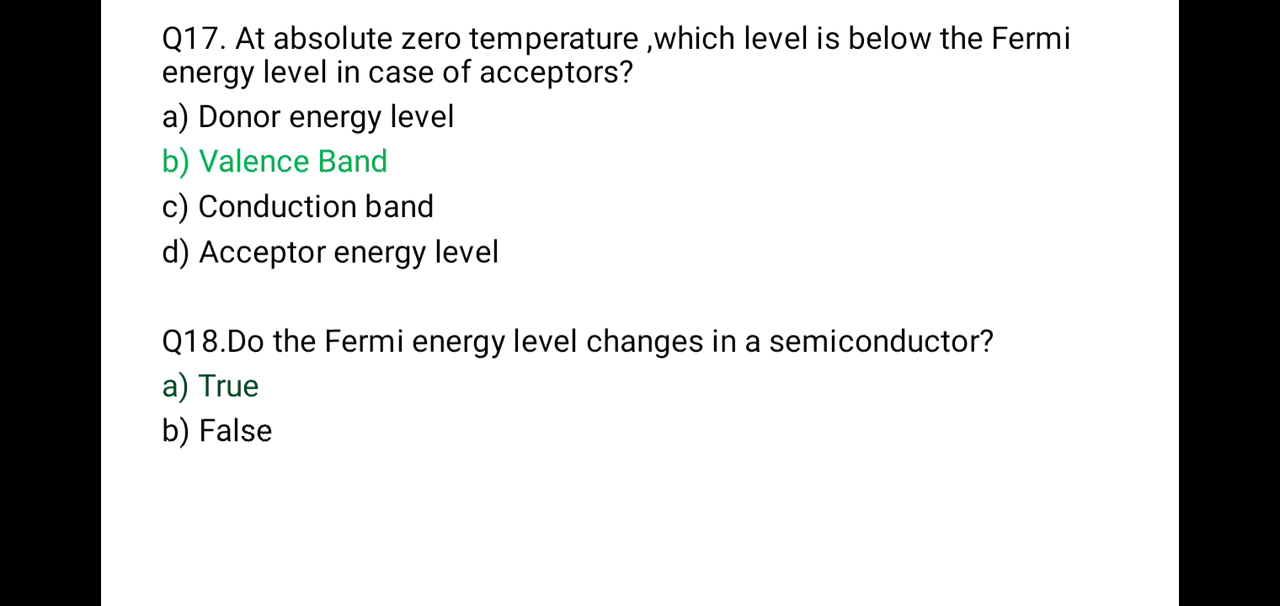 Q17. At absolute zero temperature ,which level is below the Fermi
energy level in case of acceptors?
a) Donor energy level
b) Valence Band
c) Conduction band
d) Acceptor energy level
Q18.Do the Fermi energy level changes in a semiconductor?
a) True
b) False